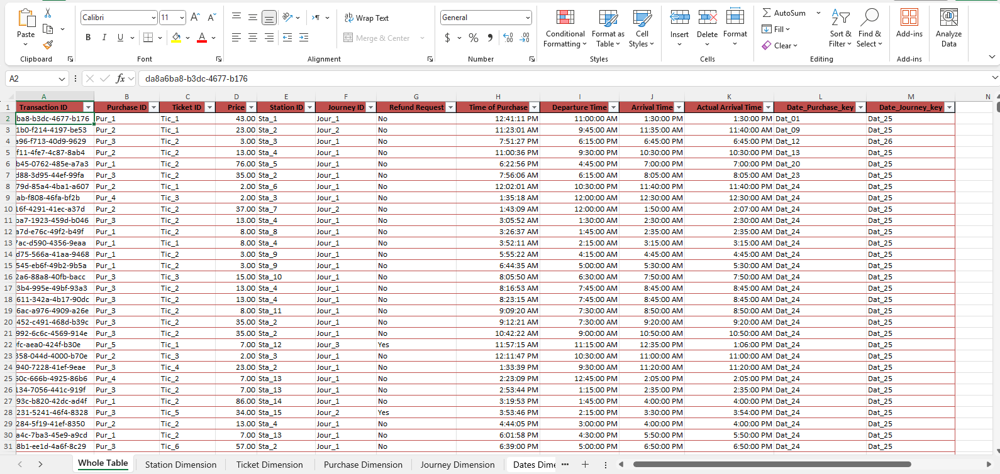 Calibri 11 A^ Aˇ Wrap Text General AutoSum
Paste B I U A Merge & Center $ % Conditional Formatting Format as Table Cell Styles Insert Delete Format Fill Clear Sort & Filter Find & Select Add-ins Analyze Data
Clipboard Font Alignment Number Styles Cells Editing Add-ins
A2 fx da8a6ba8-b3dc-4677-b176
A B C D E F G H I J K L M N
1 Transaction ID Purchase ID Ticket ID Price Station ID Journey ID Refund Request Time of Purchase Departure Time Arrival Time Actual Arrival Time Date_Purchase_key Date_Journey_key
2 ba8-b3dc-4677-b176 Pur_1 Tic_1 43.00 Sta_1 Jour_1 No 12:41:11 PM 11:00:00 AM 1:30:00 PM 1:30:00 PM Dat_01 Dat_25
3 1b0-f214-4197-be53 Pur_2 Tic_1 23.00 Sta_2 Jour_2 No 11:23:01 AM 9:45:00 AM 11:35:00 AM 11:40:00 AM Dat_09 Dat_25
4 a96-f713-40d9-9629 Pur_3 Tic_2 3.00 Sta_3 Jour_1 No 7:51:27 PM 6:15:00 PM 6:45:00 PM 6:45:00 PM Dat_12 Dat_26
5 f11-4fe7-4c87-8ab4 Pur_2 Tic_2 13.00 Sta_4 Jour_1 No 11:00:36 PM 9:30:00 PM 10:30:00 PM 10:30:00 PM Dat_13 Dat_25
6 b45-0762-485e-a7a3 Pur_1 Tic_2 76.00 Sta_5 Jour_1 No 6:22:56 PM 4:45:00 PM 7:00:00 PM 7:00:00 PM Dat_20 Dat_25
7 d88-3d95-44ef-99fa Pur_3 Tic_2 35.00 Sta_2 Jour_1 No 7:56:06 AM 6:15:00 AM 8:05:00 AM 8:05:00 AM Dat_23 Dat_25
8 79d-85a4-4ba1-a607 Pur_2 Tic_1 2.00 Sta_6 Jour_1 No 12:02:01 AM 10:30:00 PM 11:40:00 PM 11:40:00 PM Dat_24 Dat_25
9 ab-f808-46fa-bf2b Pur_4 Tic_3 2.00 Sta_3 Jour_1 No 1:35:18 AM 12:00:00 AM 12:30:00 AM 12:30:00 AM Dat_24 Dat_25
10 16f-4291-41ec-a37d Pur_2 Tic_2 37.00 Sta_7 Jour_2 No 1:43:09 AM 12:00:00 AM 1:50:00 AM 2:07:00 AM Dat_24 Dat_25
11 ba7-1923-459d-b046 Pur_3 Tic_2 13.00 Sta_4 Jour_1 No 3:05:52 AM 1:30:00 AM 2:30:00 AM 2:30:00 AM Dat_24 Dat_25
12 a7d-e76c-49f2-b49f Pur_1 Tic_2 8.00 Sta_8 Jour_1 No 3:26:37 AM 1:45:00 AM 2:35:00 AM 2:35:00 AM Dat_24 Dat_25
13 7ac-d590-4356-9eaa Pur_1 Tic_1 8.00 Sta_4 Jour_1 No 3:52:11 AM 2:15:00 AM 3:15:00 AM 3:15:00 AM Dat_24 Dat_25
14 d75-566a-41aa-9468 Pur_1 Tic_2 3.00 Sta_9 Jour_1 No 5:55:22 AM 4:15:00 AM 4:45:00 AM 4:45:00 AM Dat_24 Dat_25
15 545-eb6f-49b2-9b5a Pur_1 Tic_2 3.00 Sta_9 Jour_1 No 6:44:35 AM 5:00:00 AM 5:30:00 AM 5:30:00 AM Dat_24 Dat_25
16 2a6-88a8-40fb-bacc Pur_3 Tic_3 15.00 Sta_10 Jour_1 No 8:05:50 AM 6:30:00 AM 7:50:00 AM 7:50:00 AM Dat_24 Dat_25
17 3b4-995e-49bf-93a3 Pur_3 Tic_2 13.00 Sta_4 Jour_1 No 8:16:53 AM 7:45:00 AM 8:45:00 AM 8:45:00 AM Dat_24 Dat_25
18 611-342a-4b17-90dc Pur_3 Tic_2 13.00 Sta_4 Jour_1 No 8:23:15 AM 7:45:00 AM 8:45:00 AM 8:45:00 AM Dat_24 Dat_25
19 6ac-a976-4909-a26e Pur_3 Tic_2 8.00 Sta_11 Jour_1 No 9:09:20 AM 7:30:00 AM 8:50:00 AM 8:50:00 AM Dat_24 Dat_25
20 452-c491-468d-b39c Pur_3 Tic_2 35.00 Sta_2 Jour_1 No 9:12:21 AM 7:30:00 AM 9:20:00 AM 9:20:00 AM Dat_24 Dat_25
21 992-6c6c-4569-914e Pur_3 Tic_2 35.00 Sta_2 Jour_1 No 10:42:22 AM 9:00:00 AM 10:50:00 AM 10:50:00 AM Dat_24 Dat_25
22 fc-aea0-424f-b30e Pur_5 Tic_1 7.00 Sta_12 Jour_3 Yes 11:57:15 AM 11:15:00 AM 12:35:00 PM 1:06:00 PM Dat_24 Dat_25
23 358-044d-4000-b70e Pur_2 Tic_3 2.00 Sta_3 Jour_1 No 12:11:47 PM 10:30:00 AM 11:00:00 AM 11:00:00 AM Dat_24 Dat_25
24 940-7228-41ef-9eae Pur_3 Tic_4 23.00 Sta_2 Jour_1 No 1:33:39 PM 9:30:00 AM 11:20:00 AM 11:20:00 AM Dat_24 Dat_25
25 50c-666b-4925-86b6 Pur_4 Tic_2 7.00 Sta_13 Jour_1 No 2:23:09 PM 12:45:00 PM 2:05:00 PM 2:05:00 PM Dat_24 Dat_25
26 134-7056-441c-919f Pur_3 Tic_2 7.00 Sta_13 Jour_1 No 2:53:44 PM 1:15:00 PM 2:35:00 PM 2:35:00 PM Dat_24 Dat_25
27 93c-b820-42dc-ad4f Pur_1 Tic_2 86.00 Sta_14 Jour_1 No 3:19:53 PM 1:45:00 PM 4:00:00 PM 4:00:00 PM Dat_24 Dat_25
28 231-5241-46f4-8328 Pur_3 Tic_5 34.00 Sta_15 Jour_2 Yes 3:53:46 PM 2:15:00 PM 3:30:00 PM 3:54:00 PM Dat_24 Dat_25
29 284-5f19-41ef-8350 Pur_2 Tic_2 13.00 Sta_4 Jour_1 No 4:44:05 PM 3:00:00 PM 4:00:00 PM 4:00:00 PM Dat_24 Dat_25
30 a4c-7ba3-45e9-a9cd Pur_1 Tic_2 7.00 Sta_13 Jour_1 No 6:01:58 PM 4:30:00 PM 5:50:00 PM 5:50:00 PM Dat_24 Dat_25
31 8b1-ee1d-4a6f-8c29 Pur_3 Tic_6 57.00 Sta_2 Jour_1 No 6:39:00 PM 5:00:00 PM 6:50:00 PM 6:50:00 PM Dat_24 Dat_25
Whole Table Station Dimension Ticket Dimension Purchase Dimension Journey Dimension Dates Dime